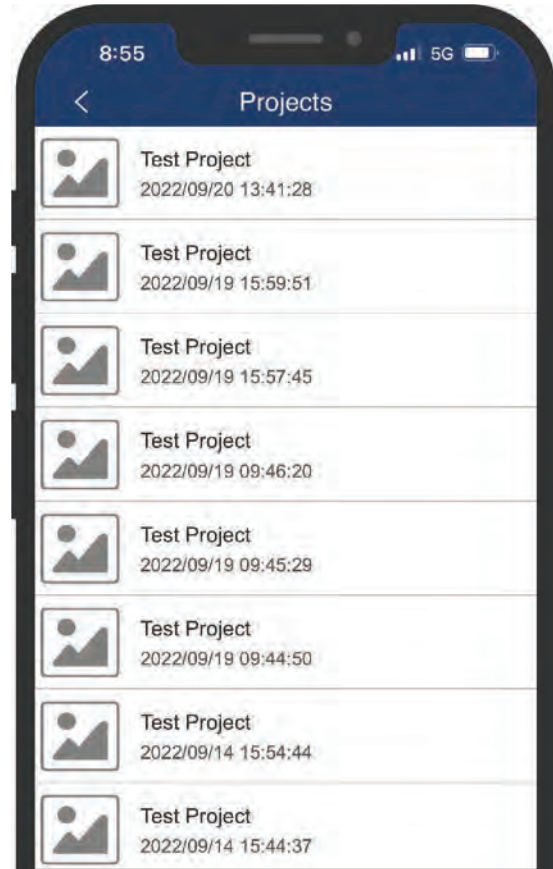 8:55
5G
Projects
Test Project
2022/09/20 13:41:28
Test Project
2022/09/19 15:59:51
Test Project
2022/09/19 15:57:45
Test Project
2022/09/19 09:46:20
Test Project
2022/09/19 09:45:29
Test Project
2022/09/19 09:44:50
Test Project
2022/09/14 15:54:44
Test Project
2022/09/14 15:44:37